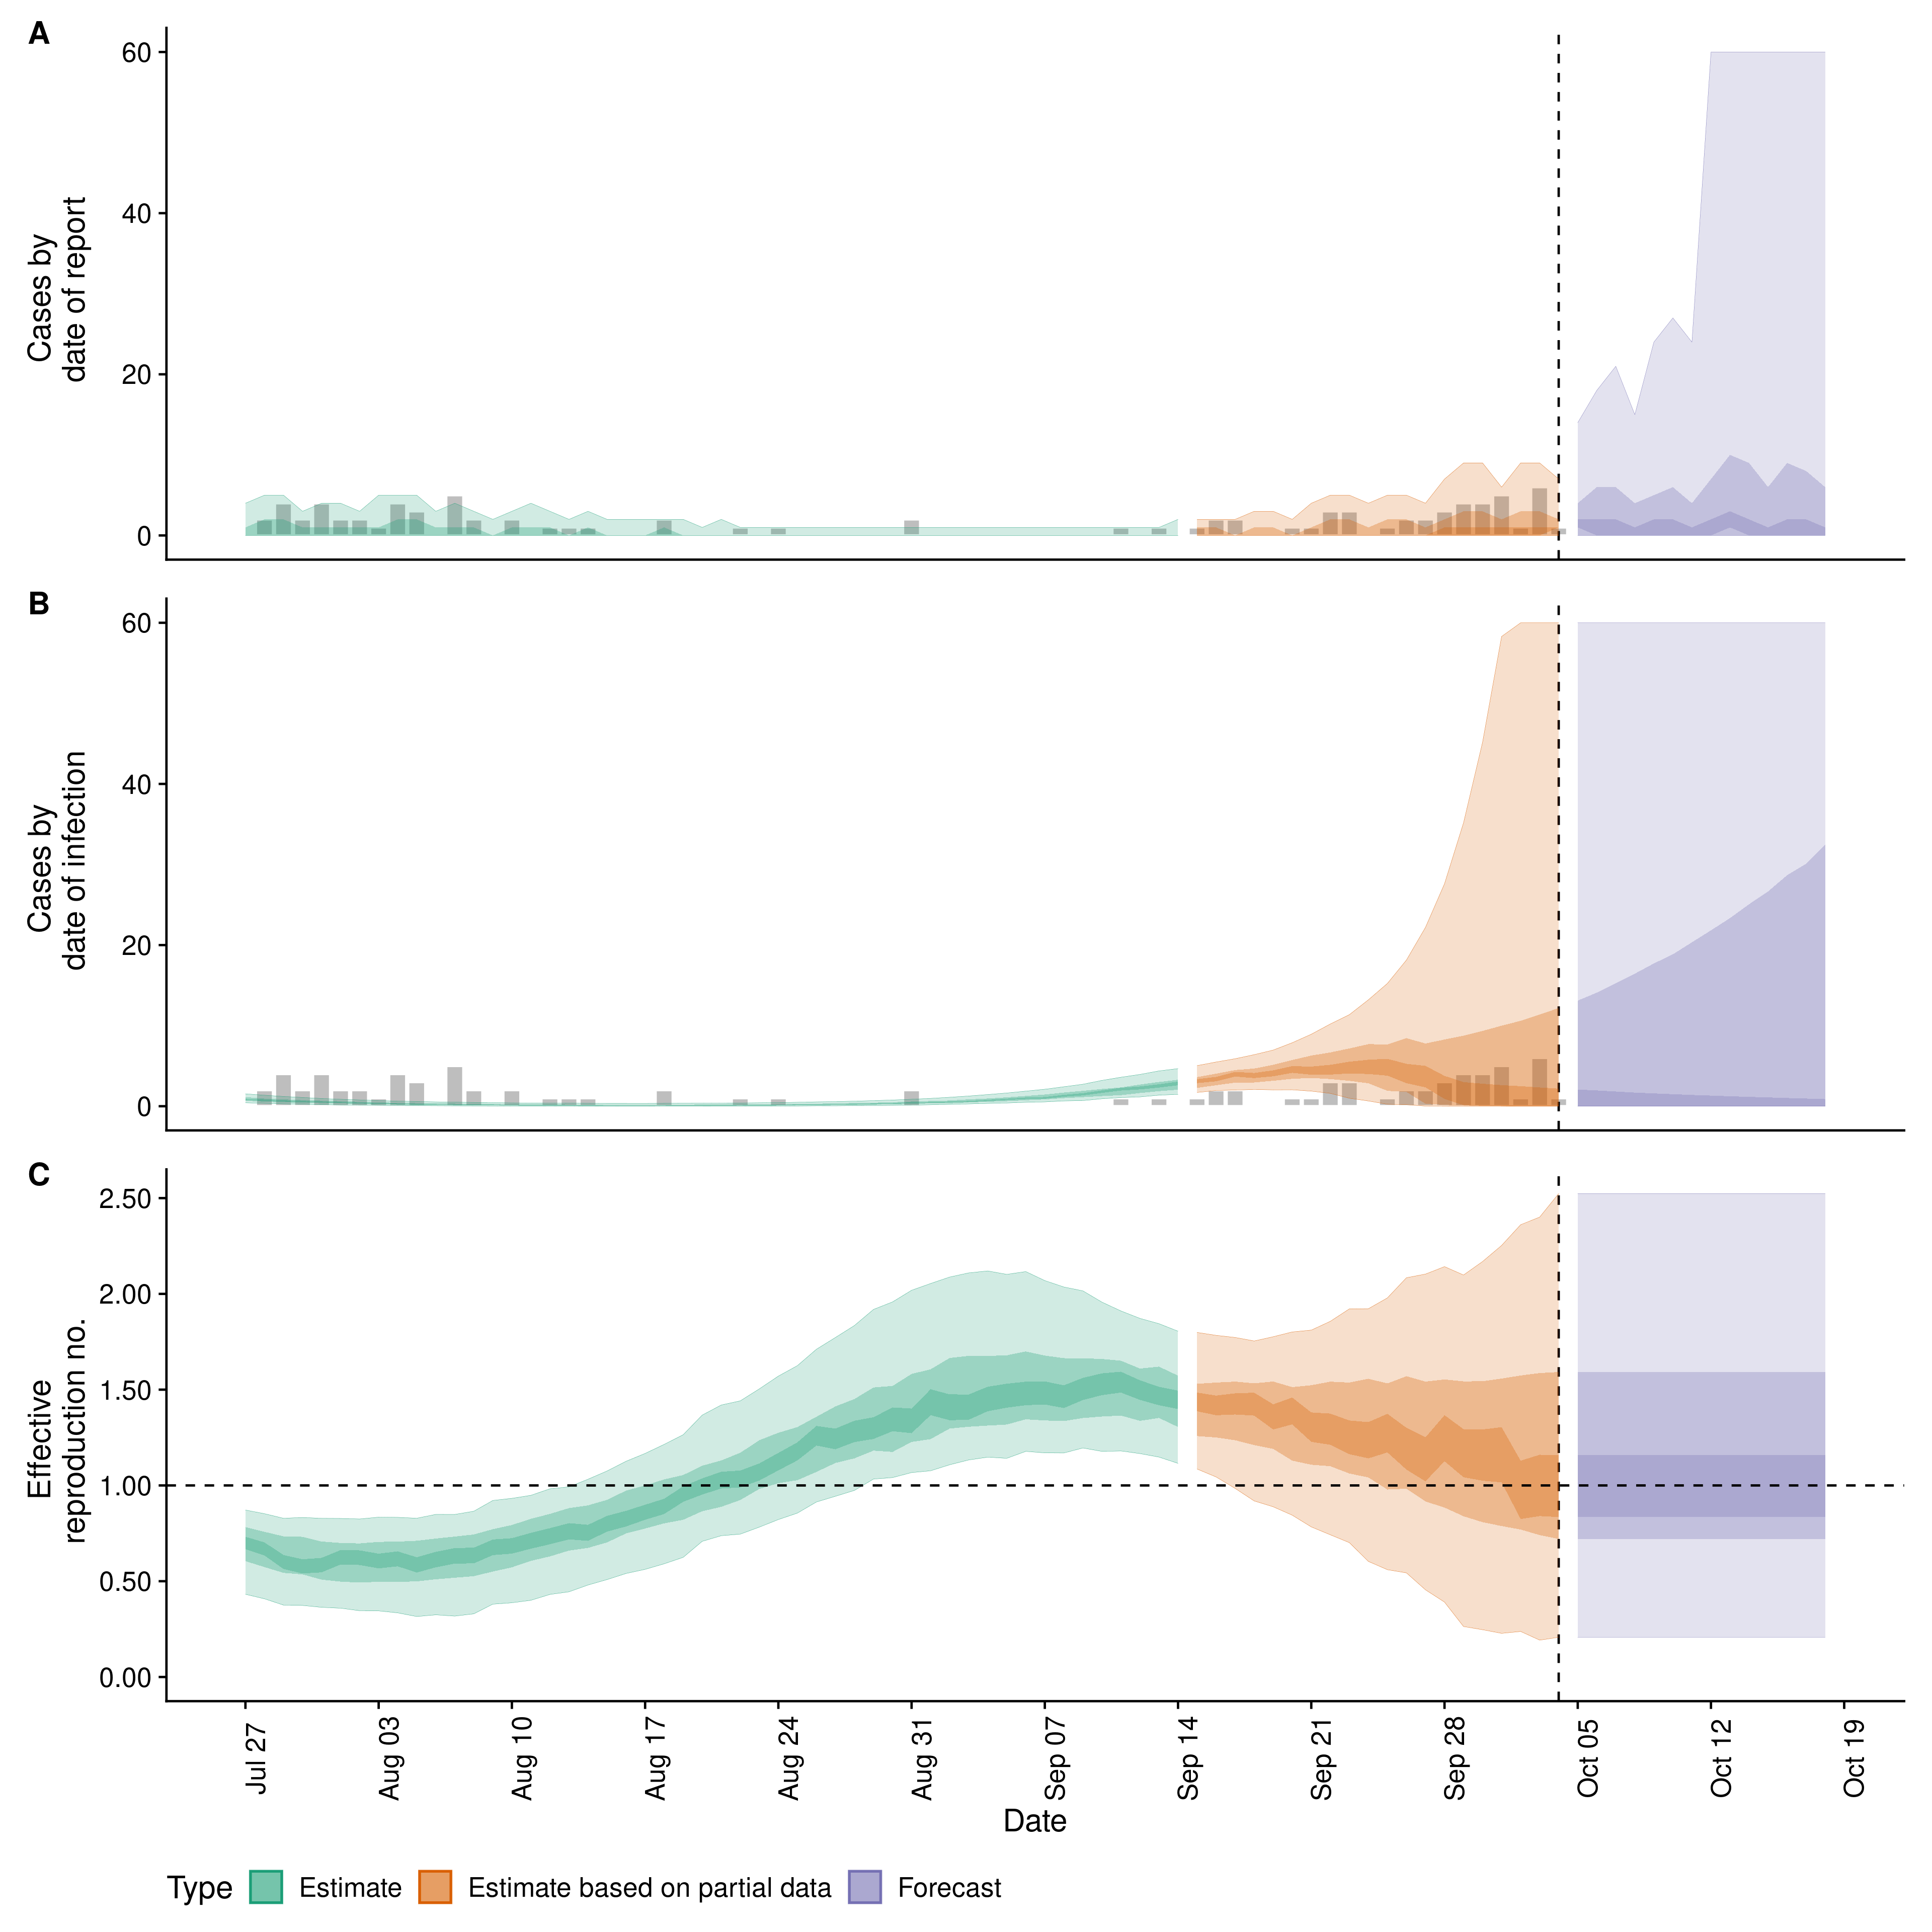 A
Cases by
date of report
60
40
20
0
B
Cases by
date of infection
60
40
20
0
C
Effective
reproduction no.
2.50
2.00
1.50
1.00
0.50
0.00
Jul 27
Aug 03
Aug 10
Aug 17
Aug 24
Aug 31
Sep 07
Sep 14
Sep 21
Sep 28
Oct 05
Oct 12
Oct 19
Date
Type Estimate Estimate based on partial data Forecast